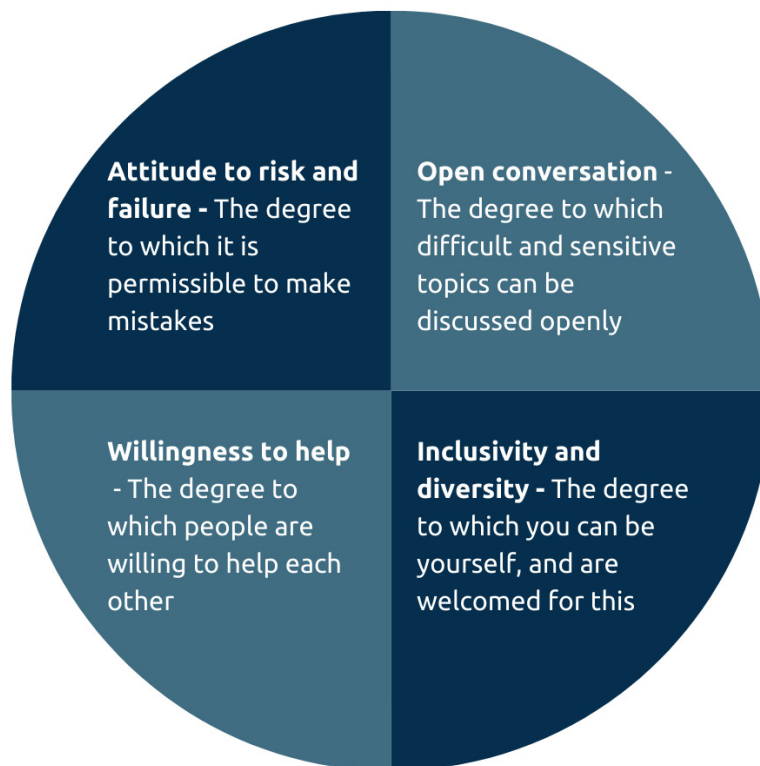 Attitude to risk and
failure - The degree
to which it is
permissible to make
mistakes
Open conversation -
The degree to which
difficult and sensitive
topics can be
discussed openly
Willingness to help
- The degree to
which people are
willing to help each
other
Inclusivity and
diversity - The degree
to which you can be
yourself, and are
welcomed for this